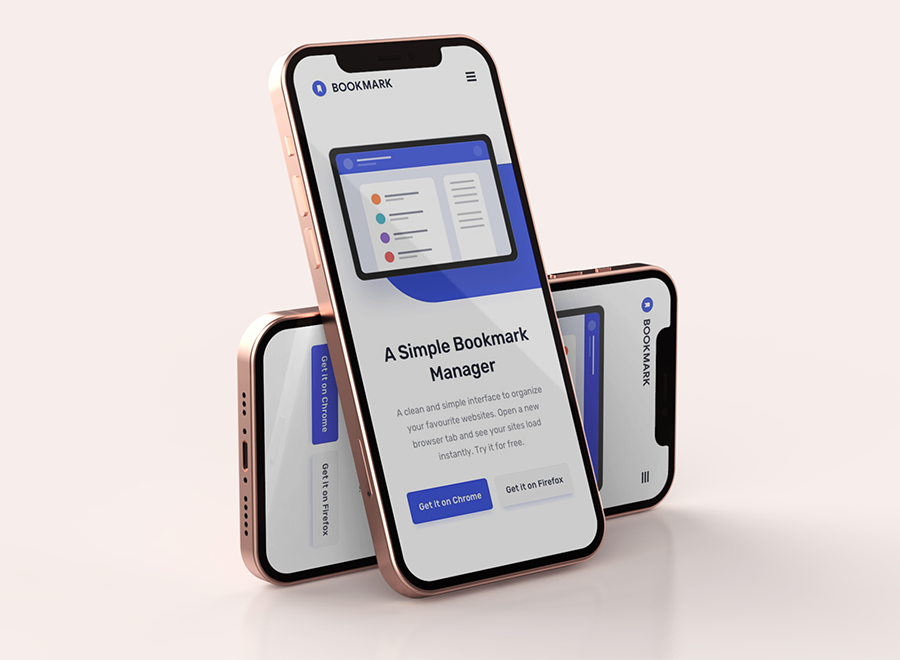 BOOKMARK
A Simple Bookmark
Manager
A clean and simple interface to organize
your favourite websites. Open a new
browser tab and see your sites load
instantly. Try it for free.
Get it on Chrome
Get it on Firefox
Get it on Chrome
Get it on Firefox
BOOKMARK